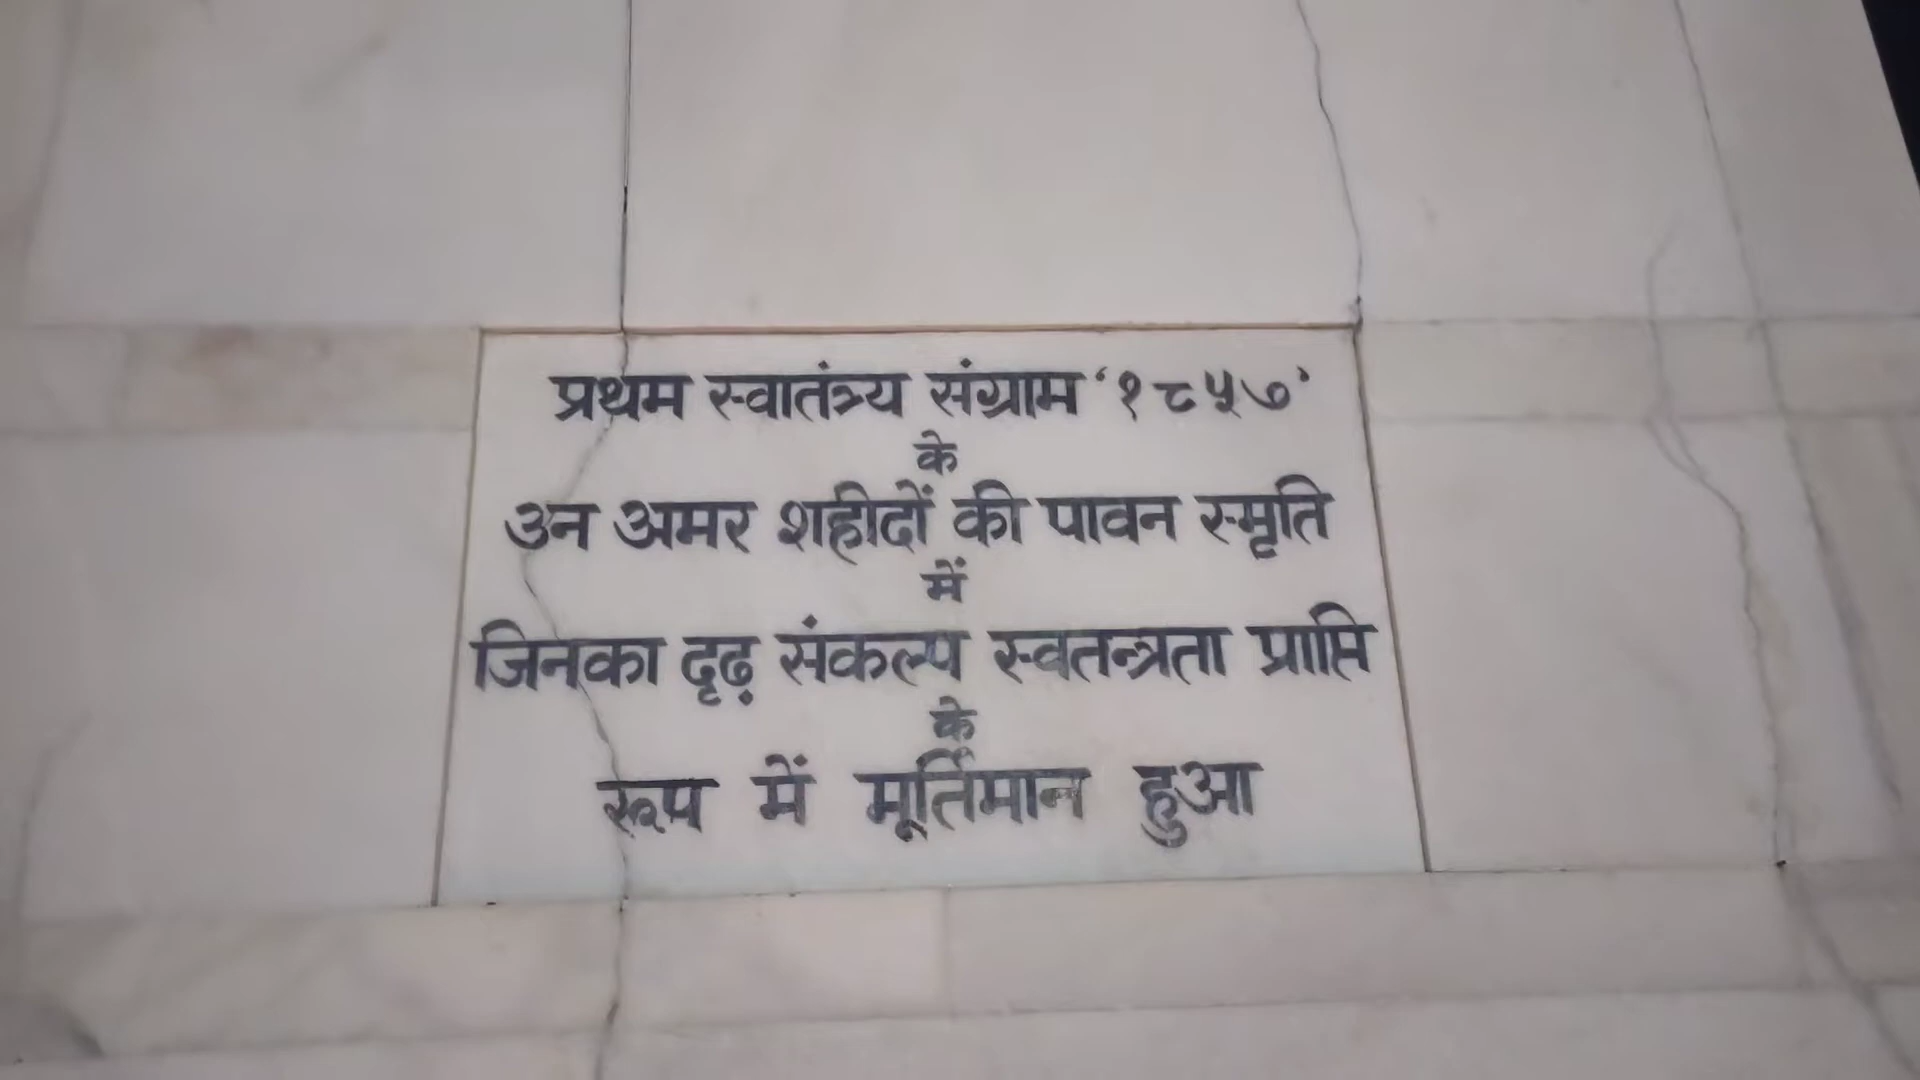 प्रथम स्वातंत्र्य संग्राम ‘१८५७’
के
उन अमर शहीदों की पावन स्मृति
में
जिनका दृढ़ संकल्प स्वतन्त्रता प्राप्ति
के
रूप में मूर्तिमान हुआ